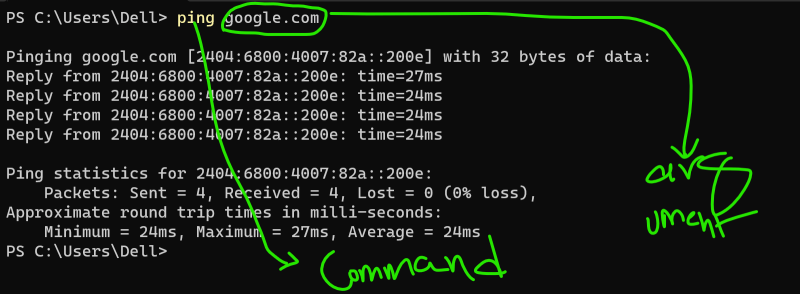 PS C:\Users\Dell> ping google.com
Pinging google.com [2404:6800:4007:82a::200e] with 32 bytes of data:
Reply from 2404:6800:4007:82a::200e: time=27ms
Reply from 2404:6800:4007:82a::200e: time=24ms
Reply from 2404:6800:4007:82a::200e: time=24ms
Reply from 2404:6800:4007:82a::200e: time=24ms
Ping statistics for 2404:6800:4007:82a::200e:
Packets: Sent = 4, Received = 4, Lost = 0 (0% loss),
Approximate round trip times in milli-seconds:
Minimum = 24ms, Maximum = 27ms, Average = 24ms
PS C:\Users\Dell>
arg
ument
Command